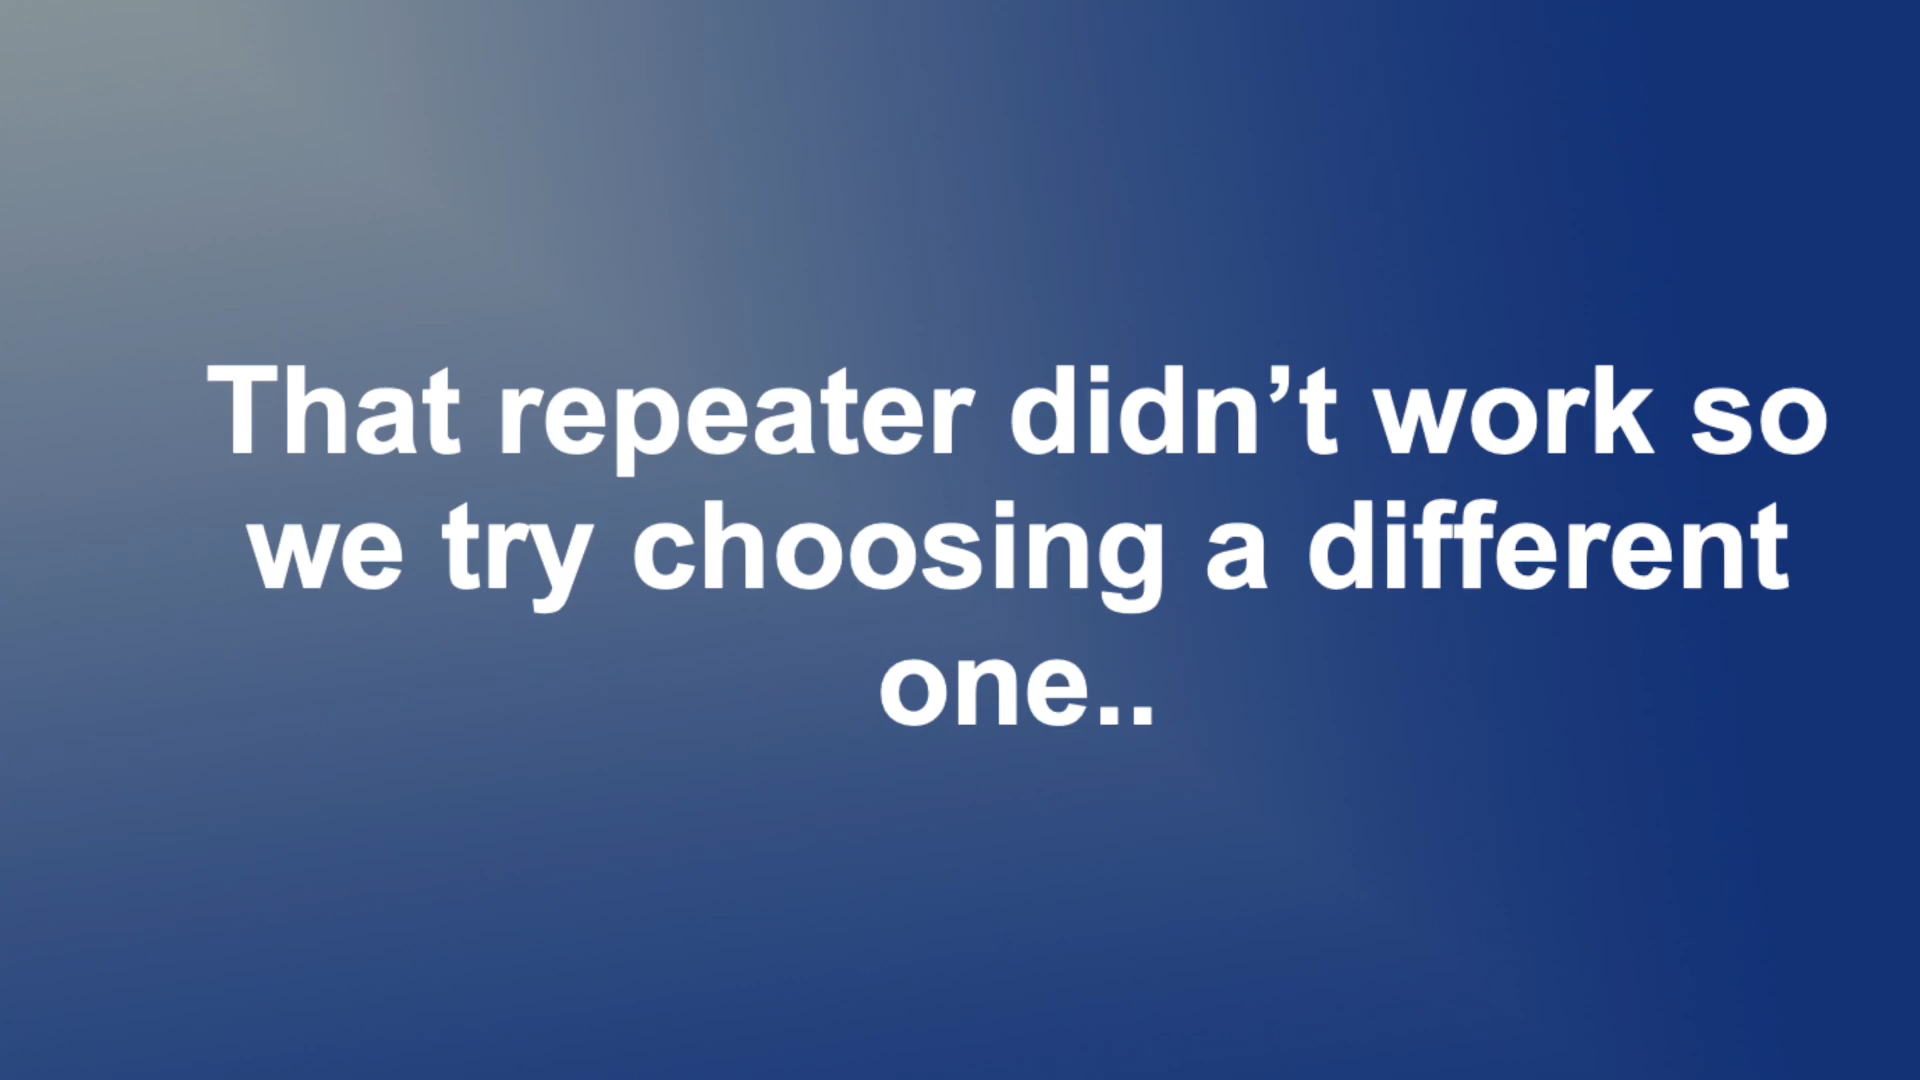 That repeater didn’t work so
we try choosing a different
one..